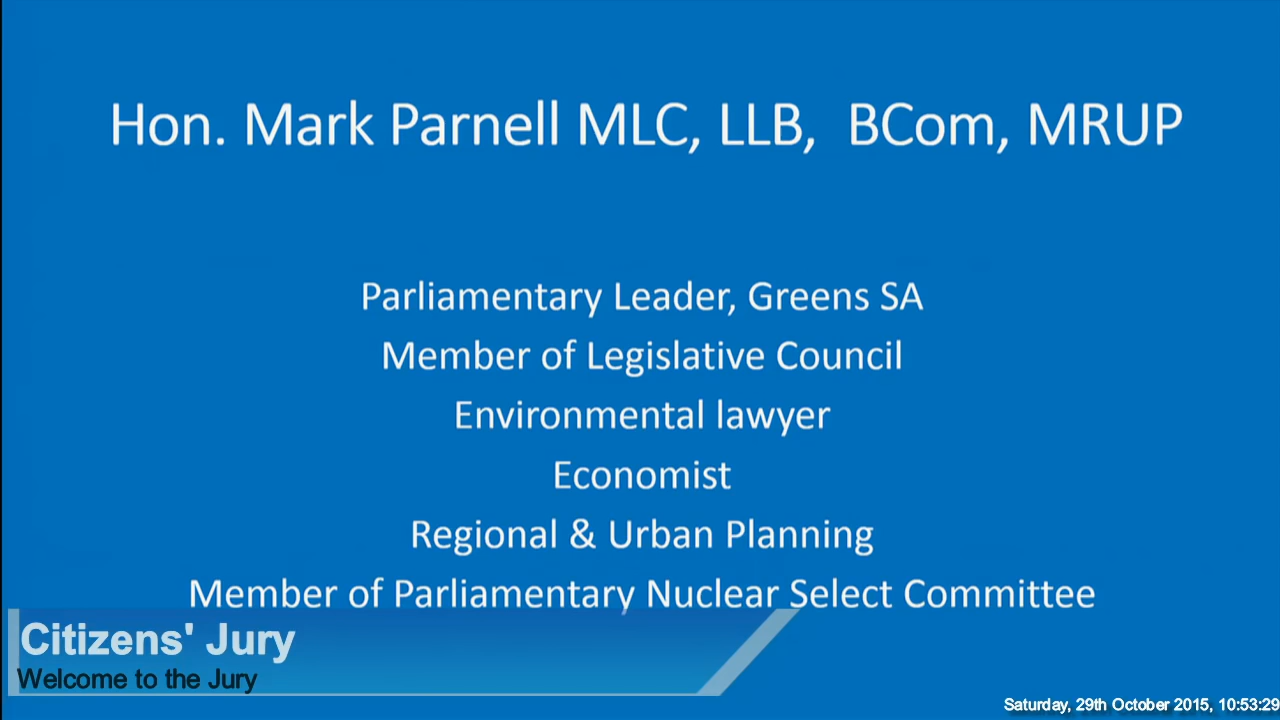 Hon. Mark Parnell MLC, LLB,  BCom, MRUP
Parliamentary Leader, Greens SA
Member of Legislative Council
Environmental lawyer
Economist
Regional & Urban Planning
Member of Parliamentary Nuclear Select Committee
Citizens' Jury
Welcome to the Jury
Saturday, 29th October 2015, 10:53:29